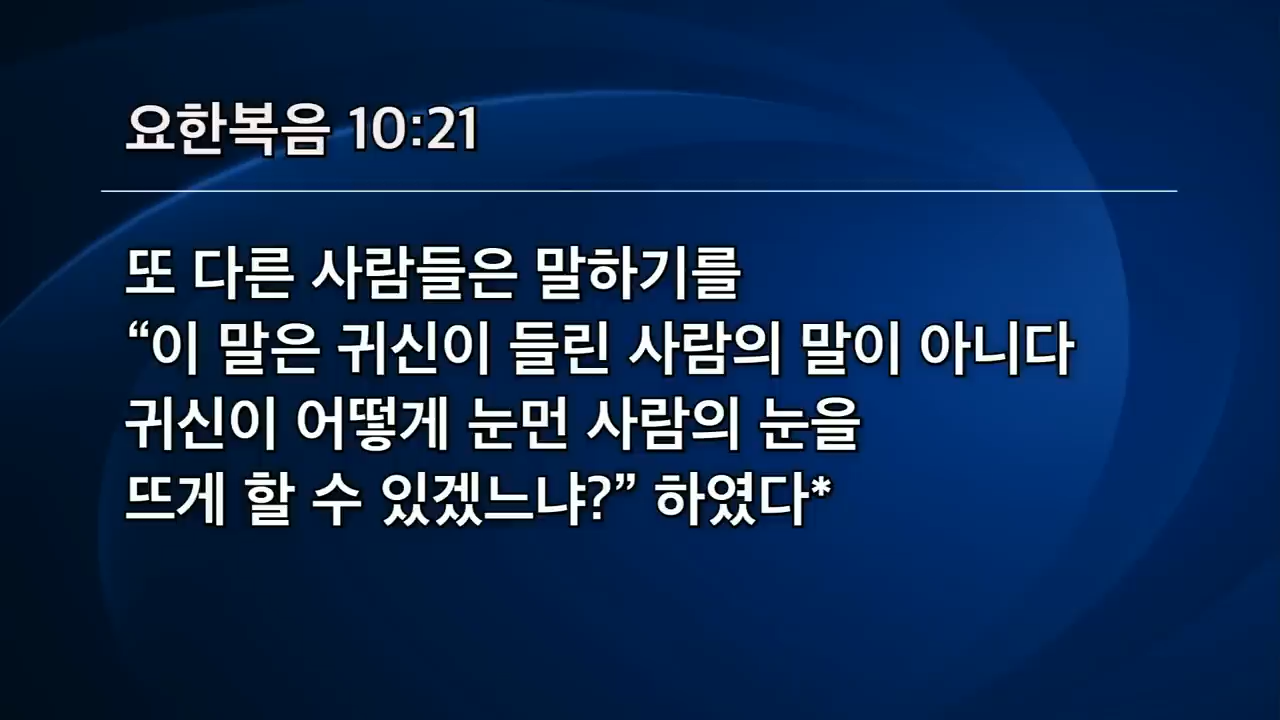 요한복음 10:21
또 다른 사람들은 말하기를
“이 말은 귀신이 들린 사람의 말이 아니다
귀신이 어떻게 눈먼 사람의 눈을
뜨게 할 수 있겠느냐?” 하였다*